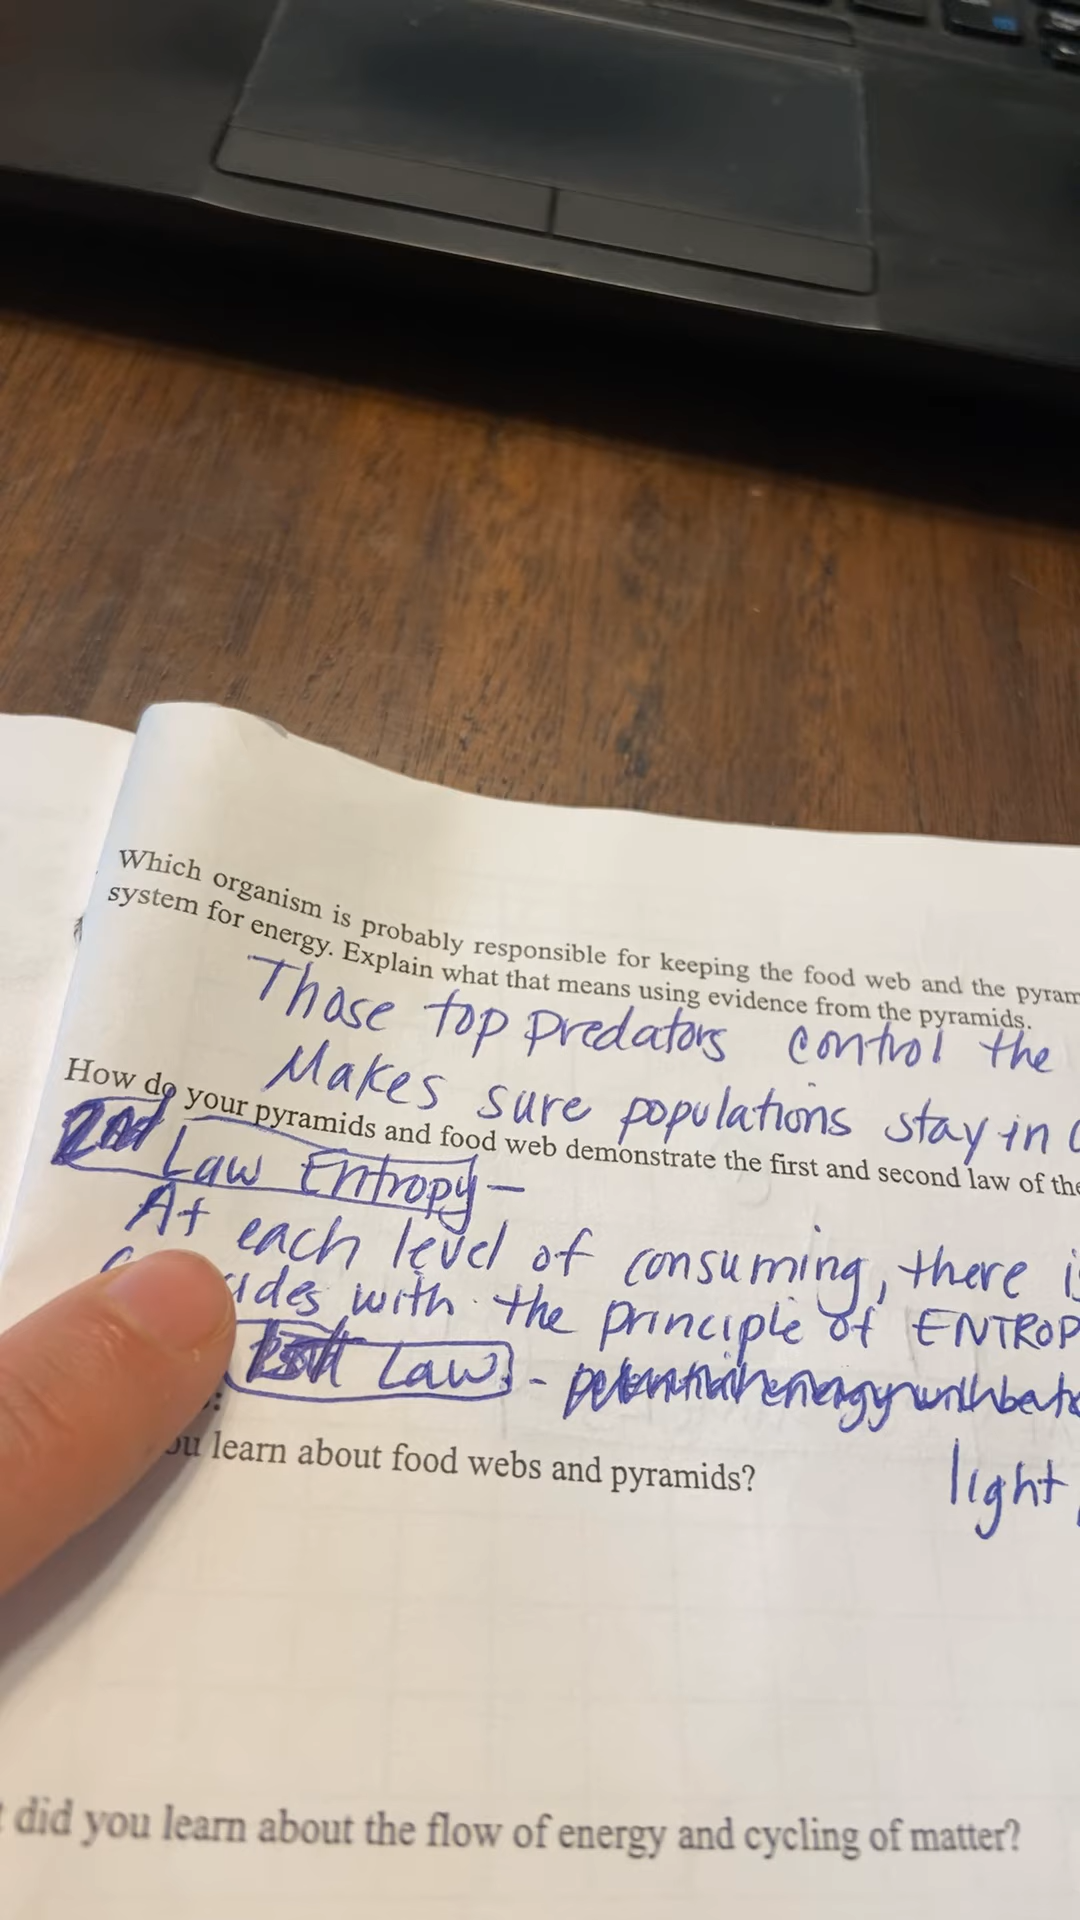 Which organism is probably responsible for keeping the food web and the pyram
system for energy. Explain what that means using evidence from the pyramids.
Those top predators control the
Makes sure populations stay in
How do your pyramids and food web demonstrate the first and second law of the
2nd Law Entropy -
At each level of consuming, there is
ides with the principle of ENTROP
1st Law. -
ou learn about food webs and pyramids?
light
did you learn about the flow of energy and cycling of matter?